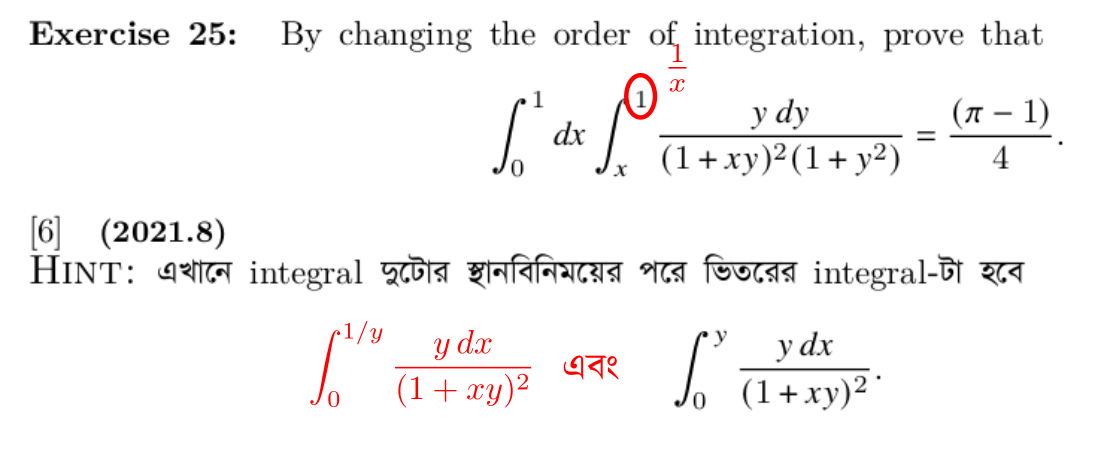 Exercise 25: By changing the order of integration, prove that
\int_0^1 dx \int_x^1 \frac{y dy}{(1+xy)^2(1+y^2)} = \frac{(π − 1)}{4}.
\frac{1}{x}
[6] (2021.8)
HINT: এখানে integral দুটোর স্থানবিনিময়ের পরে ভিতরের integral-টা হবে
\int_0^{1/y} \frac{y dx}{(1+xy)^2} এবং \int_0^y \frac{y dx}{(1+xy)^2}.